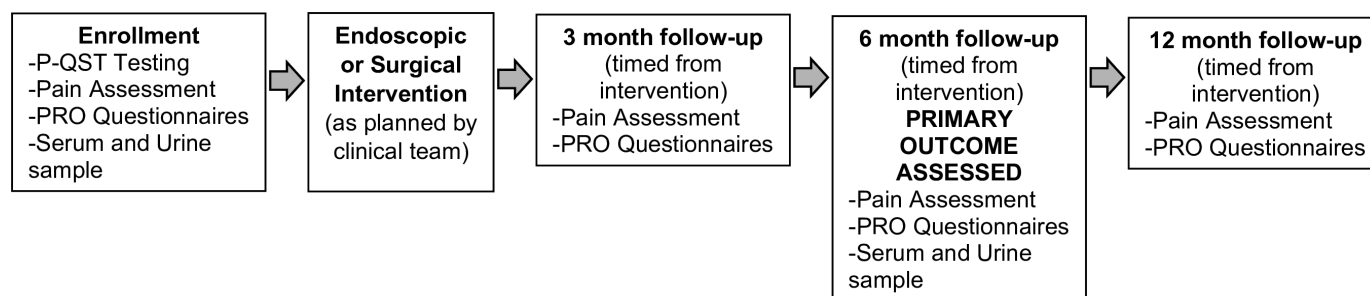 Enrollment
-P-QST Testing
-Pain Assessment
-PRO Questionnaires
-Serum and Urine
sample
Endoscopic
or Surgical
Intervention
(as planned by
clinical team)
3 month follow-up
(timed from
intervention)
-Pain Assessment
-PRO Questionnaires
6 month follow-up
(timed from
intervention)
PRIMARY
OUTCOME
ASSESSED
-Pain Assessment
-PRO Questionnaires
-Serum and Urine
sample
12 month follow-up
(timed from
intervention)
-Pain Assessment
-PRO Questionnaires